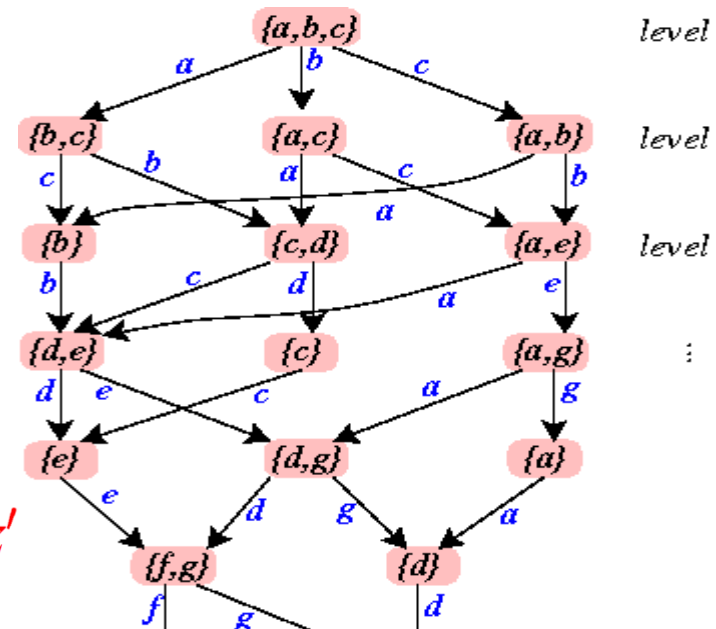 {a,b,c} level
a b c
{b,c} {a,c} {a,b} level
c b a c b
a
{b} {c,d} {a,e} level
b c d a e
{d,e} {c} {a,g} ⋮
d e c a g
{e} {d,g} {a}
e d g a
{f,g} {d}
f g d